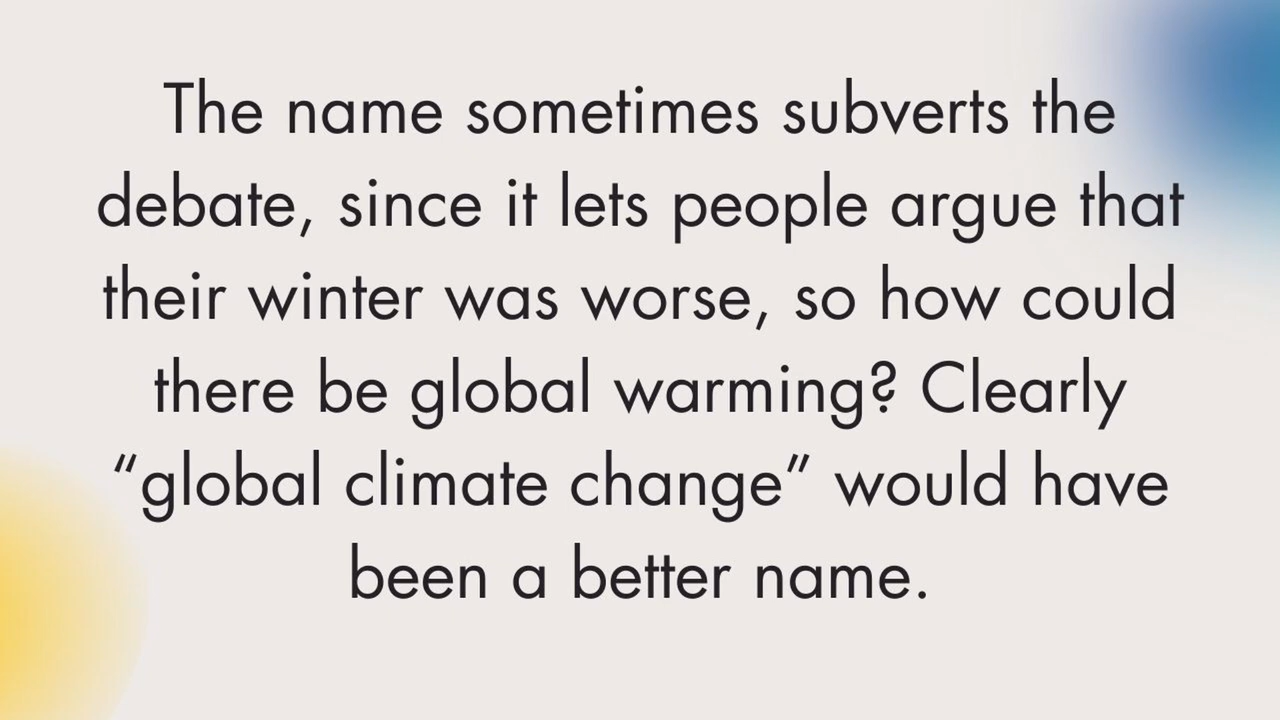 The name sometimes subverts the
debate, since it lets people argue that
their winter was worse, so how could
there be global warming? Clearly
“global climate change” would have
been a better name.